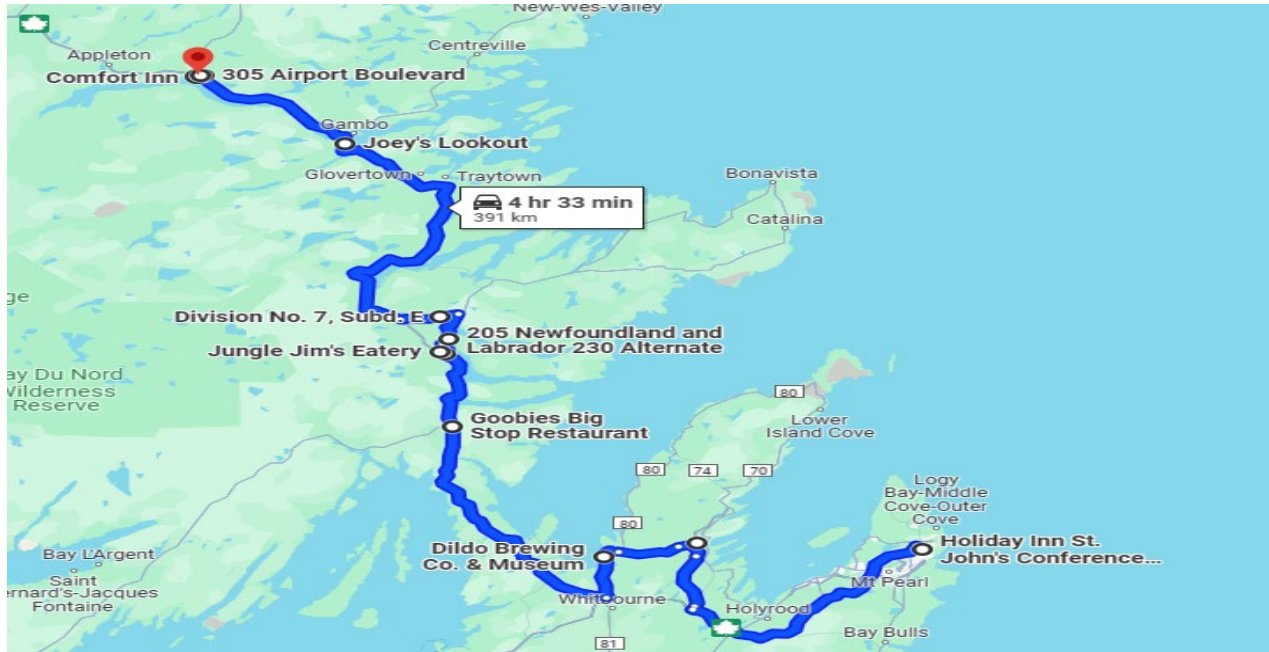 New-Wes-Valley
Centreville
Appleton
Comfort Inn
305 Airport Boulevard
Gambo
Joey's Lookout
Glovertown
Traytown
Bonavista
4 hr 33 min
391 km
Catalina
ge
Division No. 7, Subd. E
205 Newfoundland and
Labrador 230 Alternate
Jungle Jim's Eatery
ay Du Nord
Wilderness
Reserve
80
Goobies Big
Stop Restaurant
Lower
Island Cove
80
74
70
Logy
Bay-Middle
Cove-Outer
Cove
80
Dildo Brewing
Co. & Museum
Holiday Inn St.
John's Conference...
Bay L'Argent
Mt Pearl
Saint
ernard's-Jacques
Fontaine
Whitbourne
Holyrood
81
Bay Bulls